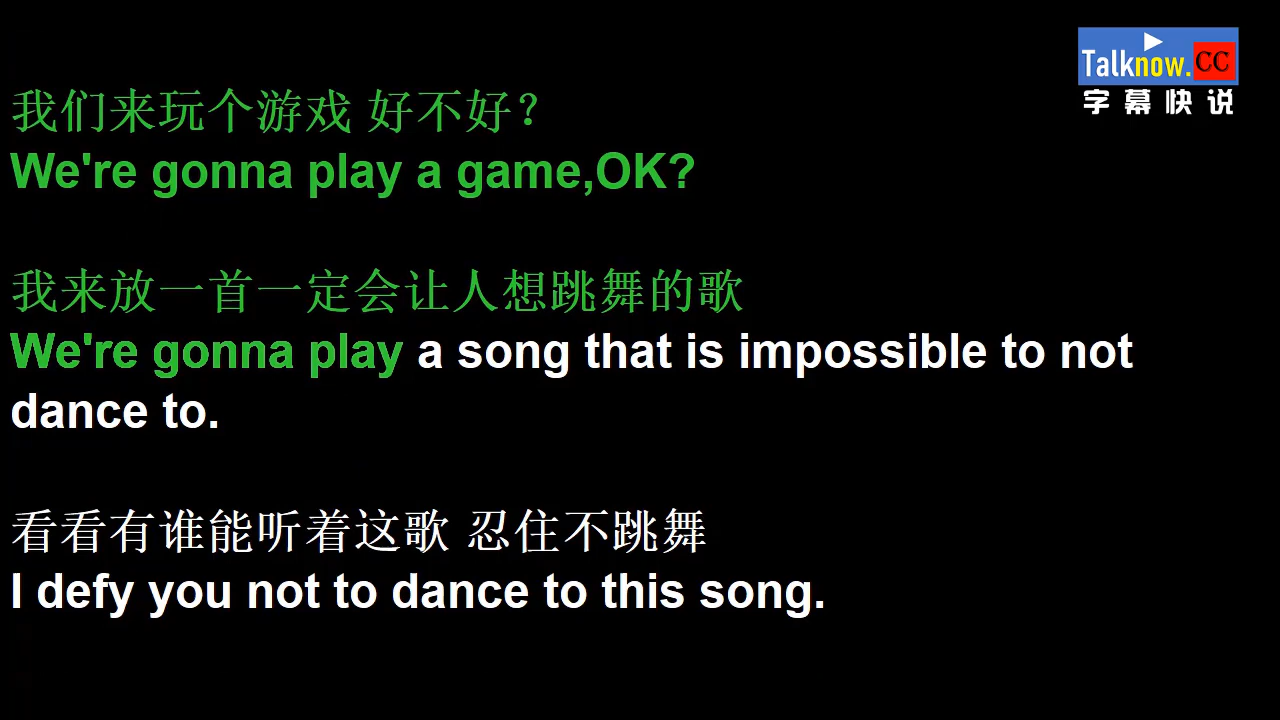 Talknow.CC
字幕快说
我们来玩个游戏 好不好?
We're gonna play a game,OK?
我来放一首一定会让人想跳舞的歌
We're gonna play a song that is impossible to not
dance to.
看看有谁能听着这歌 忍住不跳舞
I defy you not to dance to this song.